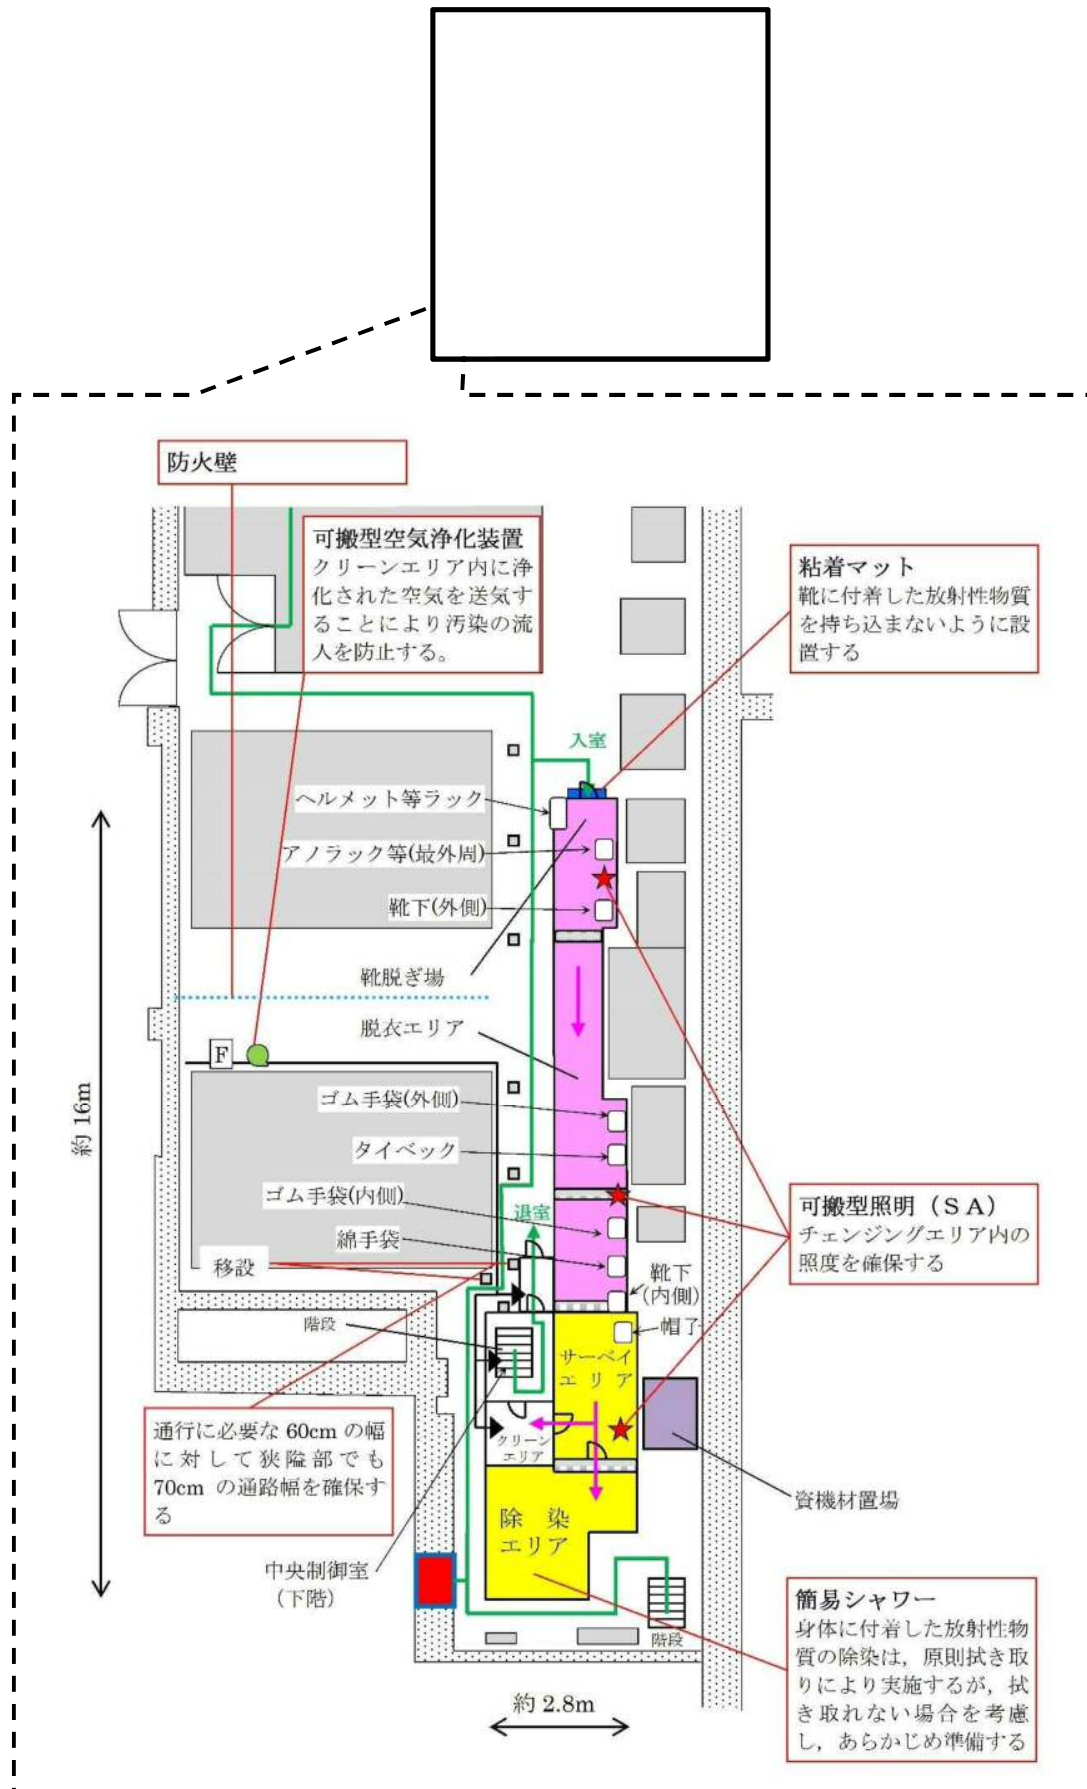 防火壁
可搬型空気浄化装置
クリーンエリア内に浄
化された空気を送気す
ることにより汚染の流
入を防止する。
粘着マット
靴に付着した放射性物質
を持ち込まないように設
置する
入室
ヘルメット等ラック
アノラック等(最外周)
靴下(外側)
靴脱ぎ場
脱衣エリア
F
約 16m
ゴム手袋(外側)
タイベック
ゴム手袋(内側)
退室
綿手袋
移設
可搬型照明（ＳＡ）
チェンジングエリア内の
照度を確保する
靴下
(内側)
帽子
階段
サーベイ
エ リ ア
クリーン
エリア
通行に必要な 60cm の幅
に対して狭隘部でも
70cm の通路幅を確保す
る
資機材置場
除 染
エリア
中央制御室
（下階）
階段
簡易シャワー
身体に付着した放射性物
質の除染は，原則拭き取
りにより実施するが，拭
き取れない場合を考慮
し，あらかじめ準備する
約 2.8m